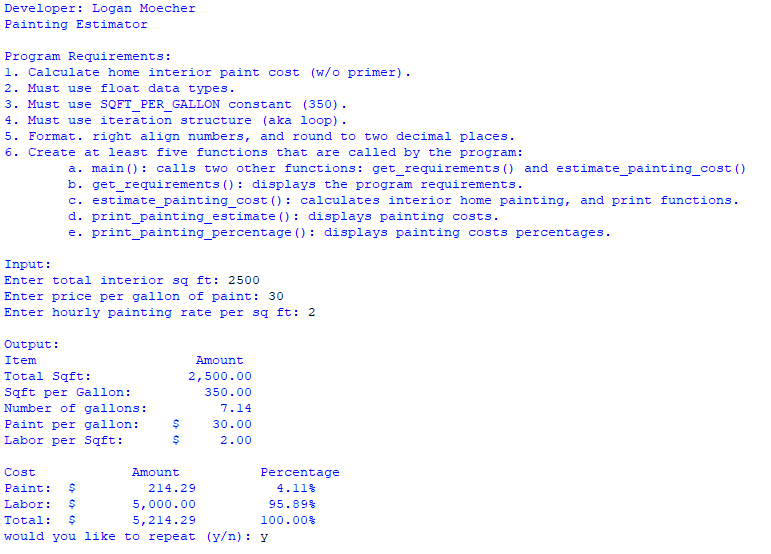 Developer: Logan Moecher
Painting Estimator
Program Requirements:
1. Calculate home interior paint cost (w/o primer).
2. Must use float data types.
3. Must use SQFT_PER_GALLON constant (350).
4. Must use iteration structure (aka loop).
5. Format. right align numbers, and round to two decimal places.
6. Create at least five functions that are called by the program:
a. main(): calls two other functions: get_requirements() and estimate_painting_cost()
b. get_requirements(): displays the program requirements.
c. estimate_painting_cost(): calculates interior home painting, and print functions.
d. print_painting_estimate(): displays painting costs.
e. print_painting_percentage(): displays painting costs percentages.
Input:
Enter total interior sq ft: 2500
Enter price per gallon of paint: 30
Enter hourly painting rate per sq ft: 2
Output:
Item Amount
Total Sqft: 2,500.00
Sqft per Gallon: 350.00
Number of gallons: 7.14
Paint per gallon: $ 30.00
Labor per Sqft: $ 2.00
Cost Amount Percentage
Paint: $ 214.29 4.11%
Labor: $ 5,000.00 95.89%
Total: $ 5,214.29 100.00%
would you like to repeat (y/n): y